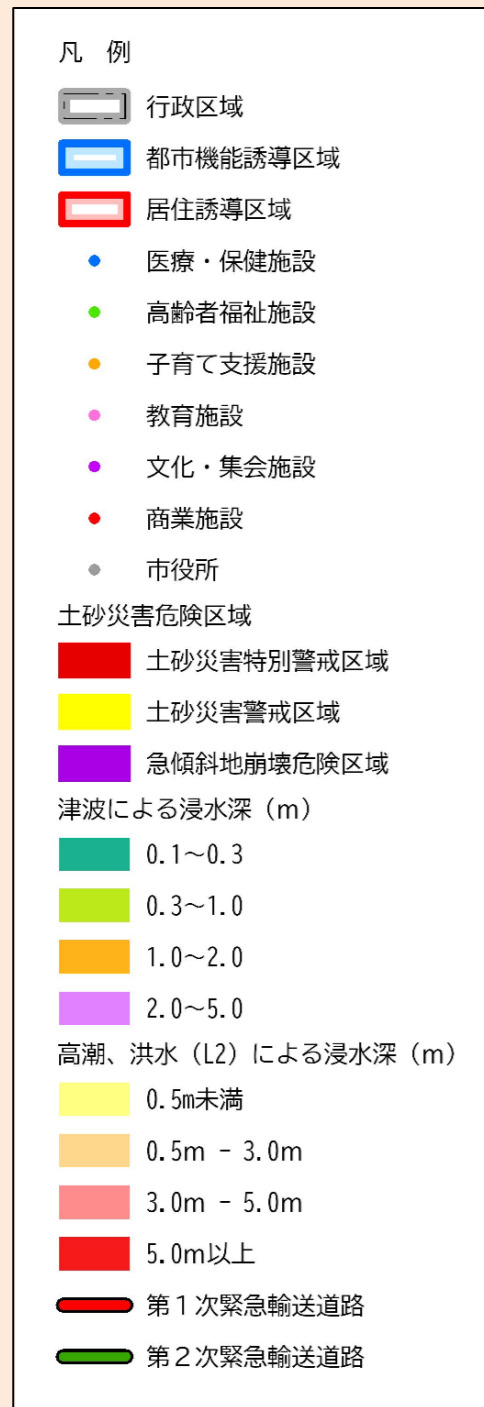 凡　例
行政区域
都市機能誘導区域
居住誘導区域
医療・保健施設
高齢者福祉施設
子育て支援施設
教育施設
文化・集会施設
商業施設
市役所
土砂災害危険区域
土砂災害特別警戒区域
土砂災害警戒区域
急傾斜地崩壊危険区域
津波による浸水深（m）
0.1～0.3
0.3～1.0
1.0～2.0
2.0～5.0
高潮、洪水（L2）による浸水深（m）
0.5m未満
0.5m - 3.0m
3.0m - 5.0m
5.0m以上
第１次緊急輸送道路
第２次緊急輸送道路